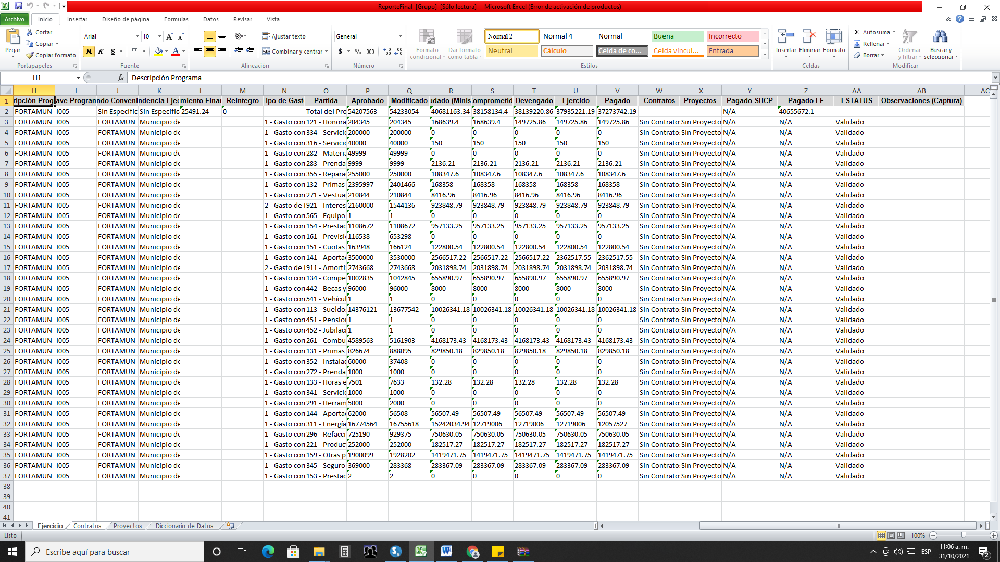 ReporteFinal [Grupo] [Sólo lectura] - Microsoft Excel (Error de activación de productos)
Archivo Inicio Insertar Diseño de página Fórmulas Datos Revisar Vista
Pegar Cortar Copiar Copiar formato Portapapeles
Arial 10 N K S Fuente
Ajustar texto Combinar y centrar Alineación
General $ % 000 Número
Formato condicional Dar formato como tabla
Normal 2 Normal 4 Normal Buena Incorrecto
Neutral Cálculo Celda de co... Celda vincul... Entrada
Estilos
Insertar Eliminar Formato Celdas
Autosuma Rellenar Borrar Ordenar y filtrar Buscar y seleccionar Modificar
H1 fx Descripción Programa
H I J K L M N O P Q R S T U V W X Y Z AA AB AC
1 ripción Prog ave Program ndo Conveni ndencia Ejec miento Finan Reintegro Tipo de Gasto Partida Aprobado Modificado udado (Minis Comprometid Devengado Ejercido Pagado Contratos Proyectos Pagado SHCP Pagado EF ESTATUS Observaciones (Captura)
2 FORTAMUN I005 Sin Especific Sin Especific 25491.24 0 Total del Pro 54207563 54233054 40681163.34 38158134.4 38139220.86 37935221.19 37273742.19 N/A 40655672.1
3 FORTAMUN I005 FORTAMUN Municipio de 1 - Gasto corr 121 - Honora 204345 204345 168639.4 168639.4 149725.86 149725.86 149725.86 Sin Contrato Sin Proyecto N/A N/A Validado
4 FORTAMUN I005 FORTAMUN Municipio de 1 - Gasto corr 334 - Servicio 200000 200000 0 0 0 0 0 Sin Contrato Sin Proyecto N/A N/A Validado
5 FORTAMUN I005 FORTAMUN Municipio de 1 - Gasto corr 316 - Servicio 40000 40000 150 150 150 150 150 Sin Contrato Sin Proyecto N/A N/A Validado
6 FORTAMUN I005 FORTAMUN Municipio de 1 - Gasto corr 282 - Materia 49999 49999 0 0 0 0 0 Sin Contrato Sin Proyecto N/A N/A Validado
7 FORTAMUN I005 FORTAMUN Municipio de 1 - Gasto corr 283 - Prenda 9999 9999 2136.21 2136.21 2136.21 2136.21 2136.21 Sin Contrato Sin Proyecto N/A N/A Validado
8 FORTAMUN I005 FORTAMUN Municipio de 1 - Gasto corr 355 - Repara 255000 250000 108347.6 108347.6 108347.6 108347.6 108347.6 Sin Contrato Sin Proyecto N/A N/A Validado
9 FORTAMUN I005 FORTAMUN Municipio de 1 - Gasto corr 132 - Primas 2395997 2401466 168358 168358 168358 168358 168358 Sin Contrato Sin Proyecto N/A N/A Validado
10 FORTAMUN I005 FORTAMUN Municipio de 1 - Gasto corr 271 - Vestuar 210844 210844 8416.96 8416.96 8416.96 8416.96 8416.96 Sin Contrato Sin Proyecto N/A N/A Validado
11 FORTAMUN I005 FORTAMUN Municipio de 2 - Gasto de 921 - Interes 2160000 1544136 923848.79 923848.79 923848.79 923848.79 923848.79 Sin Contrato Sin Proyecto N/A N/A Validado
12 FORTAMUN I005 FORTAMUN Municipio de 1 - Gasto corr 565 - Equipo 1 1 0 0 0 0 0 Sin Contrato Sin Proyecto N/A N/A Validado
13 FORTAMUN I005 FORTAMUN Municipio de 1 - Gasto corr 154 - Prestac 1108672 1108672 957133.25 957133.25 957133.25 957133.25 957133.25 Sin Contrato Sin Proyecto N/A N/A Validado
14 FORTAMUN I005 FORTAMUN Municipio de 1 - Gasto corr 161 - Previsi 116538 653298 0 0 0 0 0 Sin Contrato Sin Proyecto N/A N/A Validado
15 FORTAMUN I005 FORTAMUN Municipio de 1 - Gasto corr 151 - Cuotas 163948 166124 122800.54 122800.54 122800.54 122800.54 122800.54 Sin Contrato Sin Proyecto N/A N/A Validado
16 FORTAMUN I005 FORTAMUN Municipio de 1 - Gasto corr 141 - Aportac 3500000 3530000 2566517.22 2566517.22 2566517.22 2362517.55 2362517.55 Sin Contrato Sin Proyecto N/A N/A Validado
17 FORTAMUN I005 FORTAMUN Municipio de 2 - Gasto de 911 - Amorti 2743668 2743668 2031898.74 2031898.74 2031898.74 2031898.74 2031898.74 Sin Contrato Sin Proyecto N/A N/A Validado
18 FORTAMUN I005 FORTAMUN Municipio de 1 - Gasto corr 134 - Compe 1002835 1042845 655890.97 655890.97 655890.97 655890.97 655890.97 Sin Contrato Sin Proyecto N/A N/A Validado
19 FORTAMUN I005 FORTAMUN Municipio de 1 - Gasto corr 442 - Becas y 96000 96000 8000 8000 8000 8000 8000 Sin Contrato Sin Proyecto N/A N/A Validado
20 FORTAMUN I005 FORTAMUN Municipio de 1 - Gasto corr 541 - Vehícul 1 1 0 0 0 0 0 Sin Contrato Sin Proyecto N/A N/A Validado
21 FORTAMUN I005 FORTAMUN Municipio de 1 - Gasto corr 113 - Sueldo 14376121 13677542 10026341.18 10026341.18 10026341.18 10026341.18 10026341.18 Sin Contrato Sin Proyecto N/A N/A Validado
22 FORTAMUN I005 FORTAMUN Municipio de 1 - Gasto corr 451 - Pension 1 1 0 0 0 0 0 Sin Contrato Sin Proyecto N/A N/A Validado
23 FORTAMUN I005 FORTAMUN Municipio de 1 - Gasto corr 452 - Jubilaci 1 1 0 0 0 0 0 Sin Contrato Sin Proyecto N/A N/A Validado
24 FORTAMUN I005 FORTAMUN Municipio de 1 - Gasto corr 261 - Combu 4589563 5161903 4168173.43 4168173.43 4168173.43 4168173.43 4168173.43 Sin Contrato Sin Proyecto N/A N/A Validado
25 FORTAMUN I005 FORTAMUN Municipio de 1 - Gasto corr 131 - Primas 826674 888095 829850.18 829850.18 829850.18 829850.18 829850.18 Sin Contrato Sin Proyecto N/A N/A Validado
26 FORTAMUN I005 FORTAMUN Municipio de 1 - Gasto corr 352 - Instalac 60000 37408 0 0 0 0 0 Sin Contrato Sin Proyecto N/A N/A Validado
27 FORTAMUN I005 FORTAMUN Municipio de 1 - Gasto corr 272 - Prenda 1000 1000 0 0 0 0 0 Sin Contrato Sin Proyecto N/A N/A Validado
28 FORTAMUN I005 FORTAMUN Municipio de 1 - Gasto corr 133 - Horas e 7501 7633 132.28 132.28 132.28 132.28 132.28 Sin Contrato Sin Proyecto N/A N/A Validado
29 FORTAMUN I005 FORTAMUN Municipio de 1 - Gasto corr 341 - Servicio 1000 1000 0 0 0 0 0 Sin Contrato Sin Proyecto N/A N/A Validado
30 FORTAMUN I005 FORTAMUN Municipio de 1 - Gasto corr 291 - Herram 5000 2000 0 0 0 0 0 Sin Contrato Sin Proyecto N/A N/A Validado
31 FORTAMUN I005 FORTAMUN Municipio de 1 - Gasto corr 144 - Aportac 62000 56508 56507.49 56507.49 56507.49 56507.49 56507.49 Sin Contrato Sin Proyecto N/A N/A Validado
32 FORTAMUN I005 FORTAMUN Municipio de 1 - Gasto corr 311 - Energía 16774564 16755618 15242034.94 12719006 12719006 12719006 12057527 Sin Contrato Sin Proyecto N/A N/A Validado
33 FORTAMUN I005 FORTAMUN Municipio de 1 - Gasto corr 296 - Refacci 725190 929375 750630.05 750630.05 750630.05 750630.05 750630.05 Sin Contrato Sin Proyecto N/A N/A Validado
34 FORTAMUN I005 FORTAMUN Municipio de 1 - Gasto corr 221 - Product 252000 252000 182517.27 182517.27 182517.27 182517.27 182517.27 Sin Contrato Sin Proyecto N/A N/A Validado
35 FORTAMUN I005 FORTAMUN Municipio de 1 - Gasto corr 159 - Otras p 1900099 1928202 1419471.75 1419471.75 1419471.75 1419471.75 1419471.75 Sin Contrato Sin Proyecto N/A N/A Validado
36 FORTAMUN I005 FORTAMUN Municipio de 1 - Gasto corr 345 - Seguro 369000 283368 283367.09 283367.09 283367.09 283367.09 283367.09 Sin Contrato Sin Proyecto N/A N/A Validado
37 FORTAMUN I005 FORTAMUN Municipio de 1 - Gasto corr 153 - Prestac 2 2 0 0 0 0 0 Sin Contrato Sin Proyecto N/A N/A Validado
38
39
40
41
Ejercicio Contratos Proyectos Diccionario de Datos
Listo 100%
Escribe aquí para buscar
ESP 11:06 a. m.
31/10/2021
2